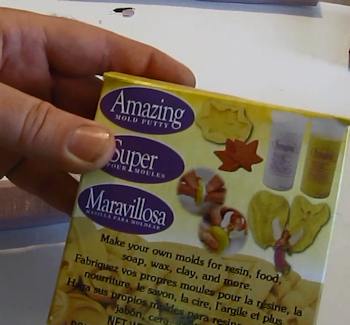 Amazing
MOLD PUTTY
Super
POUR MOULES
Maravillosa
MASILLA PARA MOLDEAR
Make your own molds for resin, food,
soap, wax, clay, and more.
Fabriquez vos propres moules pour la résine, la
nourriture, le savon, la cire, l'argile et plus
Haga sus propios moldes para resina,
jabón, cera,
NET